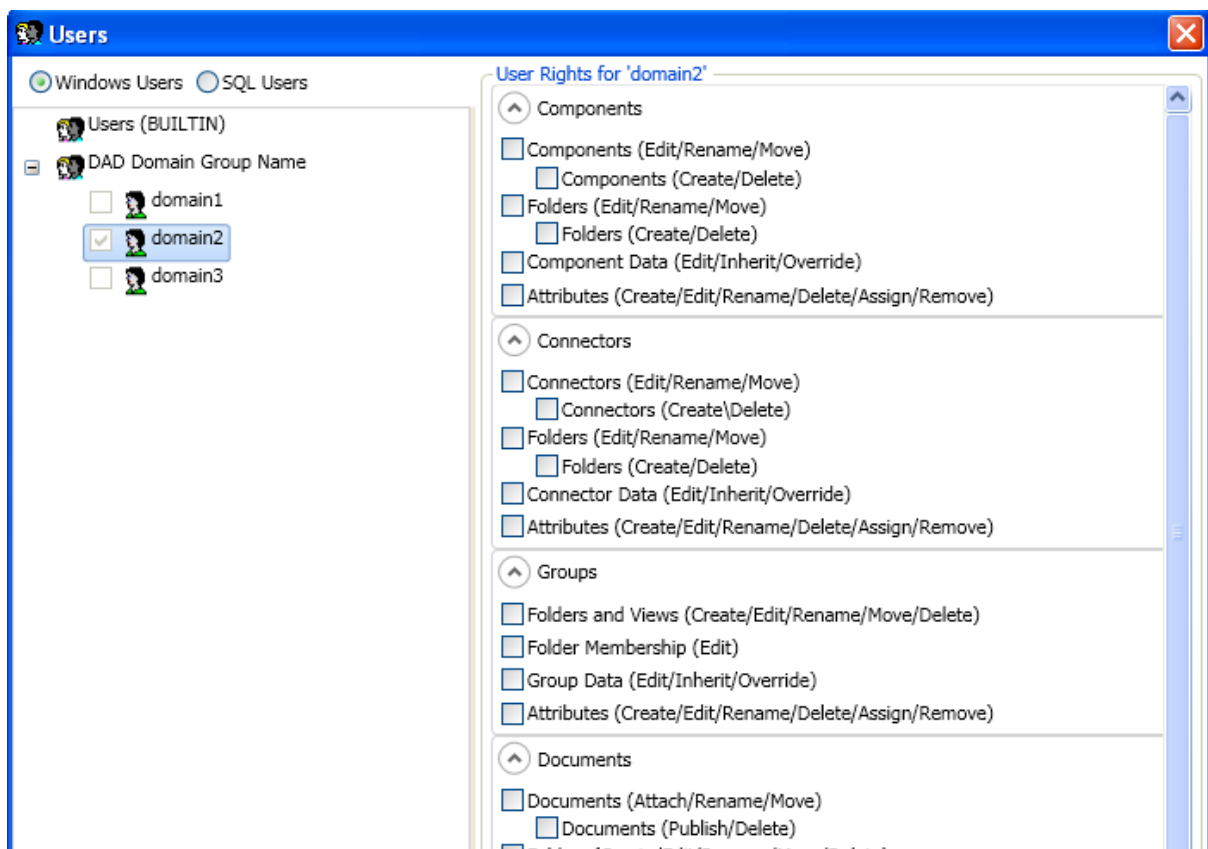 Users
Windows Users SQL Users
Users (BUILTIN)
DAD Domain Group Name
domain1
domain2
domain3
User Rights for 'domain2'
Components
Components (Edit/Rename/Move)
Components (Create/Delete)
Folders (Edit/Rename/Move)
Folders (Create/Delete)
Component Data (Edit/Inherit/Override)
Attributes (Create/Edit/Rename/Delete/Assign/Remove)
Connectors
Connectors (Edit/Rename/Move)
Connectors (Create\Delete)
Folders (Edit/Rename/Move)
Folders (Create/Delete)
Connector Data (Edit/Inherit/Override)
Attributes (Create/Edit/Rename/Delete/Assign/Remove)
Groups
Folders and Views (Create/Edit/Rename/Move/Delete)
Folder Membership (Edit)
Group Data (Edit/Inherit/Override)
Attributes (Create/Edit/Rename/Delete/Assign/Remove)
Documents
Documents (Attach/Rename/Move)
Documents (Publish/Delete)